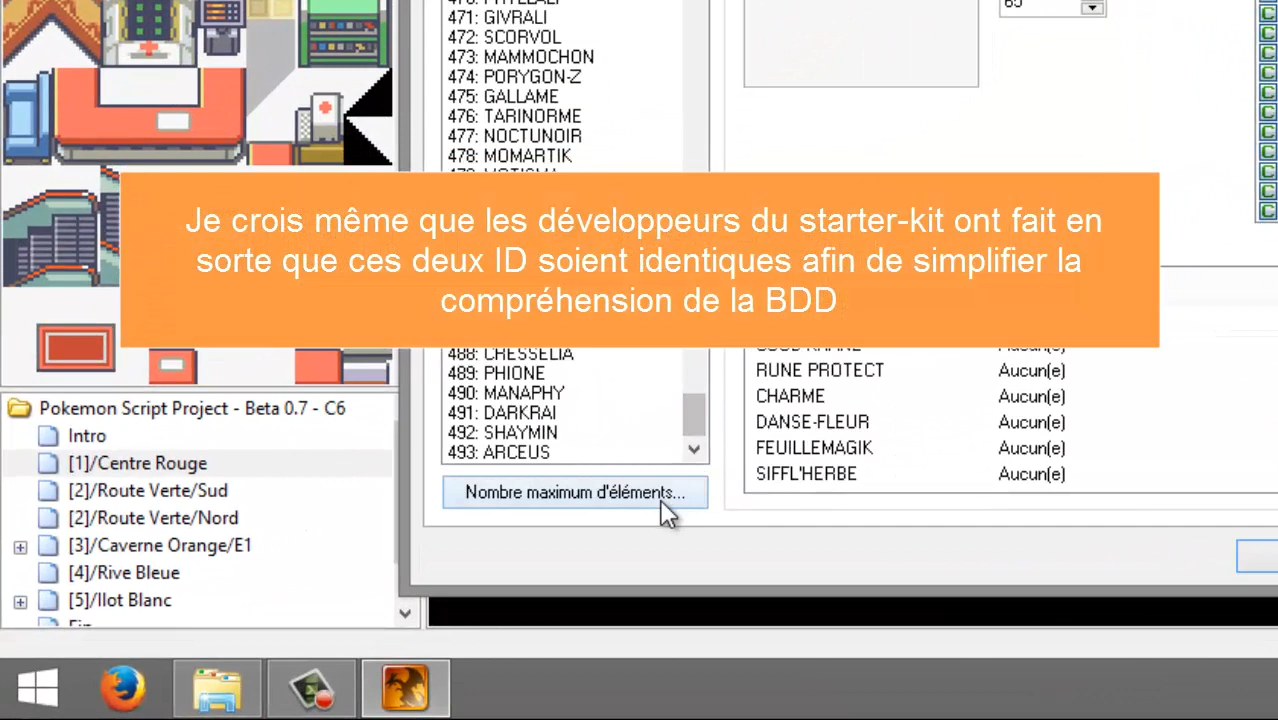 471: GIVRALI
472: SCORVOL
473: MAMMOCHON
474: PORYGON-Z
475: GALLAME
476: TARINORME
477: NOCTUNOIR
478: MOMARTIK
Je crois même que les développeurs du starter-kit ont fait en
sorte que ces deux ID soient identiques afin de simplifier la
compréhension de la BDD
488: CRESSELIA
489: PHIONE
490: MANAPHY
491: DARKRAI
492: SHAYMIN
493: ARCEUS
Nombre maximum d'éléments...
Aucun(e)
RUNE PROTECT Aucun(e)
CHARME Aucun(e)
DANSE-FLEUR Aucun(e)
FEUILLEMAGIK Aucun(e)
SIFFL'HERBE Aucun(e)
Pokemon Script Project - Beta 0.7 - C6
Intro
[1]/Centre Rouge
[2]/Route Verte/Sud
[2]/Route Verte/Nord
[3]/Caverne Orange/E1
[4]/Rive Bleue
[5]/Ilot Blanc